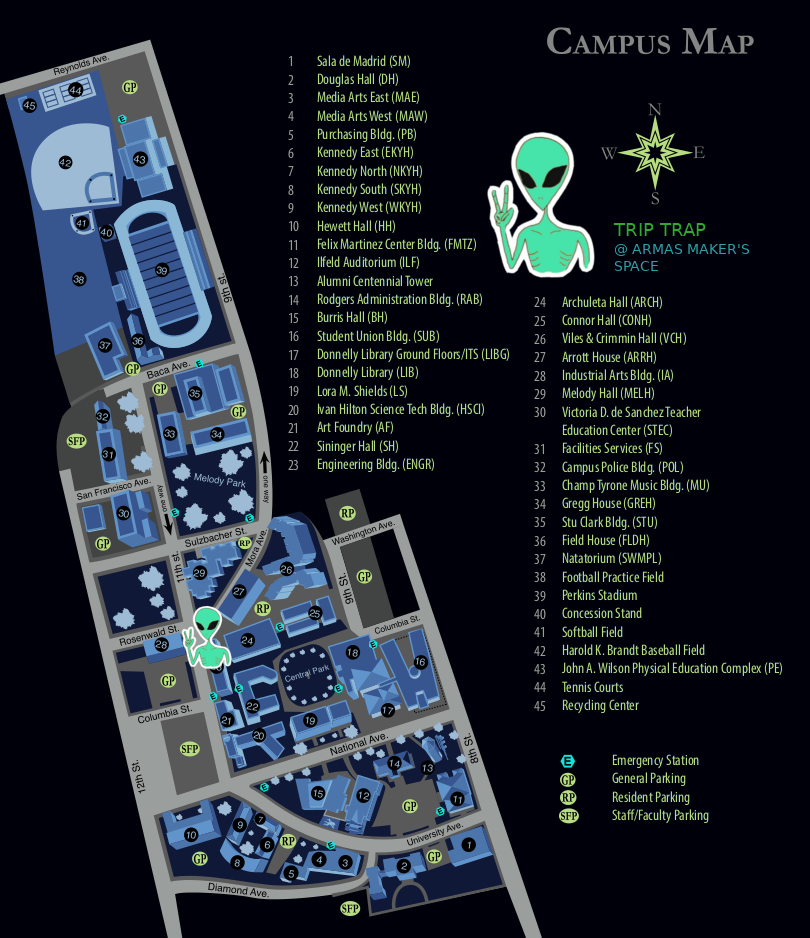 CAMPUS MAP
N
W E
S
TRIP TRAP
@ ARMAS MAKER'S
SPACE
1 Sala de Madrid (SM)
2 Douglas Hall (DH)
3 Media Arts East (MAE)
4 Media Arts West (MAW)
5 Purchasing Bldg. (PB)
6 Kennedy East (EKYH)
7 Kennedy North (NKYH)
8 Kennedy South (SKYH)
9 Kennedy West (WKYH)
10 Hewett Hall (HH)
11 Felix Martinez Center Bldg. (FMTZ)
12 Ilfeld Auditorium (ILF)
13 Alumni Centennial Tower
14 Rodgers Administration Bldg. (RAB)
15 Burris Hall (BH)
16 Student Union Bldg. (SUB)
17 Donnelly Library Ground Floors/ITS (LIBG)
18 Donnelly Library (LIB)
19 Lora M. Shields (LS)
20 Ivan Hilton Science Tech Bldg. (HSCI)
21 Art Foundry (AF)
22 Sininger Hall (SH)
23 Engineering Bldg. (ENGR)
24 Archuleta Hall (ARCH)
25 Connor Hall (CONH)
26 Viles & Crimmin Hall (VCH)
27 Arrott House (ARRH)
28 Industrial Arts Bldg. (IA)
29 Melody Hall (MELH)
30 Victoria D. de Sanchez Teacher
Education Center (STEC)
31 Facilities Services (FS)
32 Campus Police Bldg. (POL)
33 Champ Tyrone Music Bldg. (MU)
34 Gregg House (GREH)
35 Stu Clark Bldg. (STU)
36 Field House (FLDH)
37 Natatorium (SWMPL)
38 Football Practice Field
39 Perkins Stadium
40 Concession Stand
41 Softball Field
42 Harold K. Brandt Baseball Field
43 John A. Wilson Physical Education Complex (PE)
44 Tennis Courts
45 Recycling Center
E Emergency Station
GP General Parking
RP Resident Parking
SFP Staff/Faculty Parking
Reynolds Ave.
GP
44
45
E
43
42
41
40
39
38
9th St.
37
36
GP
Baca Ave.
E
GP
35
GP
32
33
34
SFP
31
Melody Park
one way
San Francisco Ave.
one way
30
GP
E
E
Sulzbacher St.
RP
Mora Ave.
RP
Washington Ave.
11th St.
29
26
27
9th St.
GP
RP
25
Rosenwald St.
28
24
E
Columbia St.
E
18
16
GP
Central Park
E
E
E
22
21
17
Columbia St.
19
20
SFP
National Ave.
8th St.
12th St.
14
13
E
15
12
GP
11
E
10
9
7
6
8
RP
E
University Ave.
GP
4
3
5
2
GP
1
Diamond Ave.
SFP